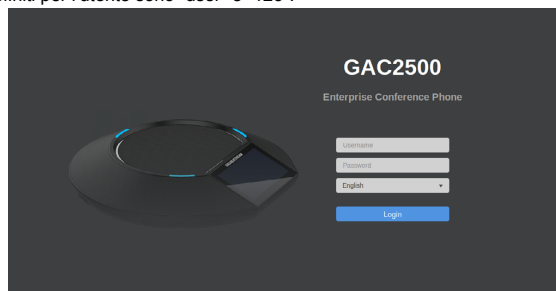 GAC2500
Enterprise Conference Phone
Username
Password
English
Login